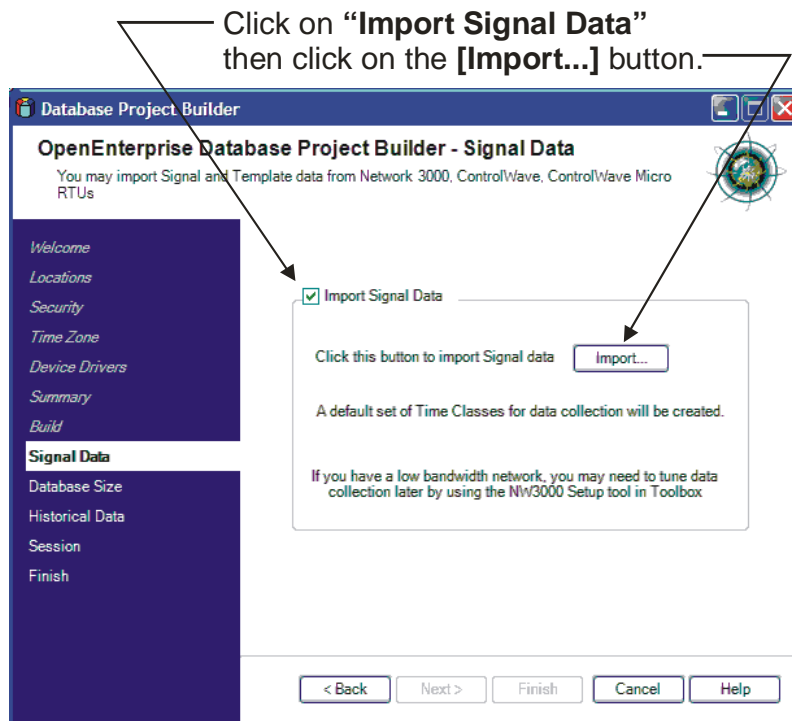 Click on “Import Signal Data”
then click on the [Import...] button.
Database Project Builder
OpenEnterprise Database Project Builder - Signal Data
You may import Signal and Template data from Network 3000, ControlWave, ControlWave Micro
RTUs
Welcome
Locations
Security
Time Zone
Device Drivers
Summary
Build
Signal Data
Database Size
Historical Data
Session
Finish
Import Signal Data
Click this button to import Signal data
Import...
A default set of Time Classes for data collection will be created.
If you have a low bandwidth network, you may need to tune data
collection later by using the NW3000 Setup tool in Toolbox
< Back
Next >
Finish
Cancel
Help